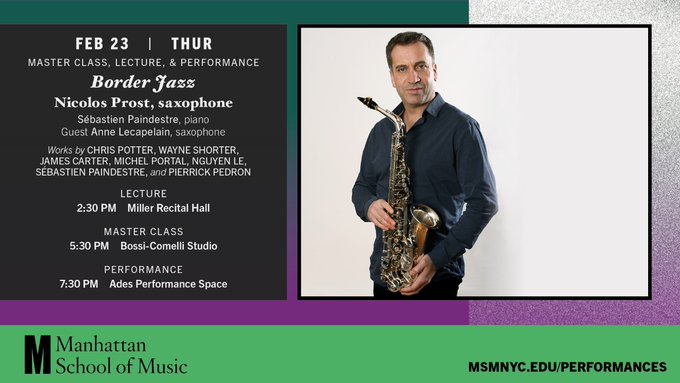 FEB 23 | THUR
MASTER CLASS, LECTURE, & PERFORMANCE
Border Jazz
Nicolos Prost, saxophone
Sébastien Paindestre, piano
Guest Anne Lecapelain, saxophone
Works by CHRIS POTTER, WAYNE SHORTER,
JAMES CARTER, MICHEL PORTAL, NGUYEN LE,
SÉBASTIEN PAINDESTRE, and PIERRICK PEDRON
LECTURE
2:30 PM Miller Recital Hall
MASTER CLASS
5:30 PM Bossi-Comelli Studio
PERFORMANCE
7:30 PM Ades Performance Space
M Manhattan
School of Music
MSMNYC.EDU/PERFORMANCES